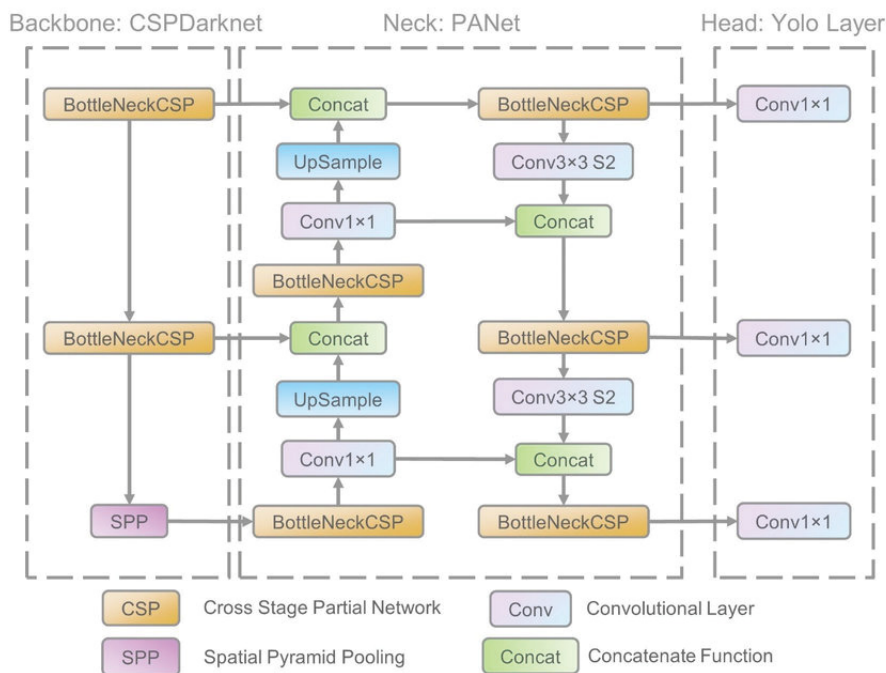 Backbone: CSPDarknet Neck: PANet Head: Yolo Layer
BottleNeckCSP Concat BottleNeckCSP Conv1×1
UpSample Conv3×3 S2
Conv1×1 Concat
BottleNeckCSP
BottleNeckCSP Concat BottleNeckCSP Conv1×1
UpSample Conv3×3 S2
Conv1×1 Concat
SPP BottleNeckCSP BottleNeckCSP Conv1×1
CSP Cross Stage Partial Network Conv Convolutional Layer
SPP Spatial Pyramid Pooling Concat Concatenate Function